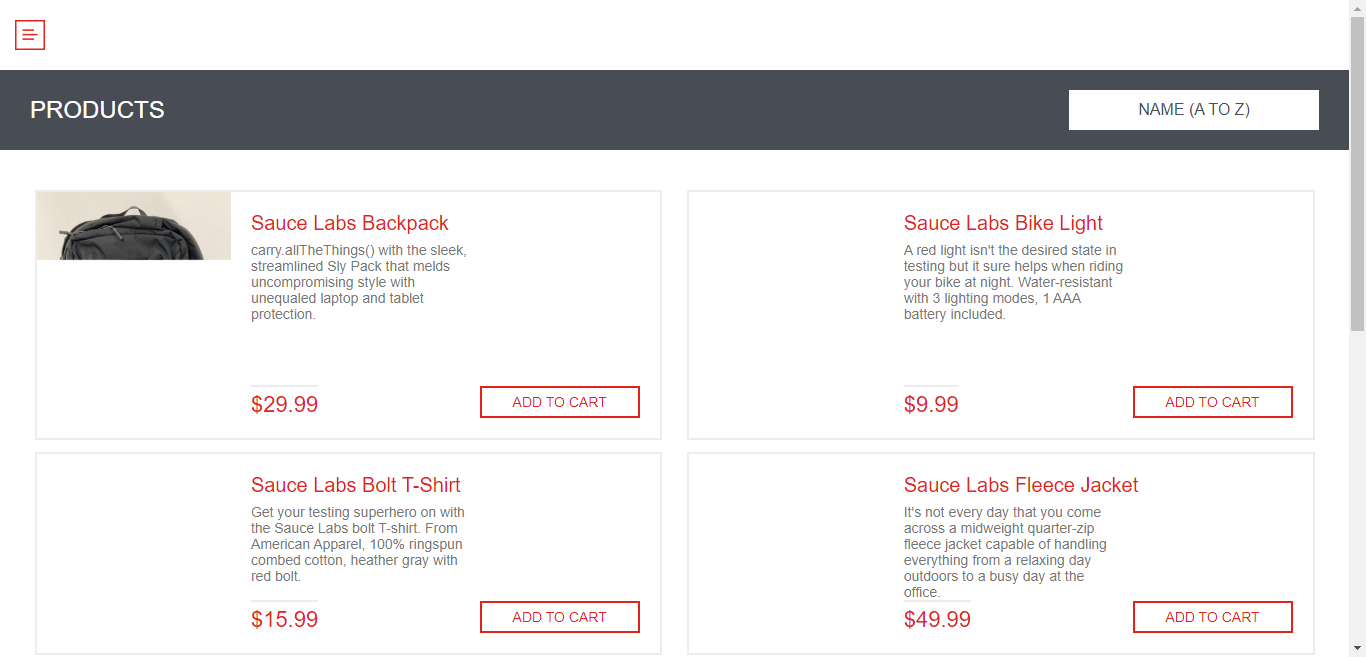 PRODUCTS
NAME (A TO Z)
Sauce Labs Backpack
carry.allTheThings() with the sleek,
streamlined Sly Pack that melds
uncompromising style with
unequaled laptop and tablet
protection.
$29.99
ADD TO CART
Sauce Labs Bike Light
A red light isn't the desired state in
testing but it sure helps when riding
your bike at night. Water-resistant
with 3 lighting modes, 1 AAA
battery included.
$9.99
ADD TO CART
Sauce Labs Bolt T-Shirt
Get your testing superhero on with
the Sauce Labs bolt T-shirt. From
American Apparel, 100% ringspun
combed cotton, heather gray with
red bolt.
$15.99
ADD TO CART
Sauce Labs Fleece Jacket
It's not every day that you come
across a midweight quarter-zip
fleece jacket capable of handling
everything from a relaxing day
outdoors to a busy day at the
office.
$49.99
ADD TO CART